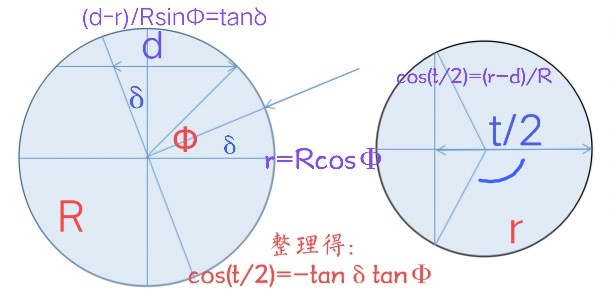 (d-r)/RsinΦ=tanδ
d
δ
Φ
δ
R
r=RcosΦ
cos(t/2)=(r-d)/R
t/2
r
整理得:
cos(t/2)=-tan δ tanΦ